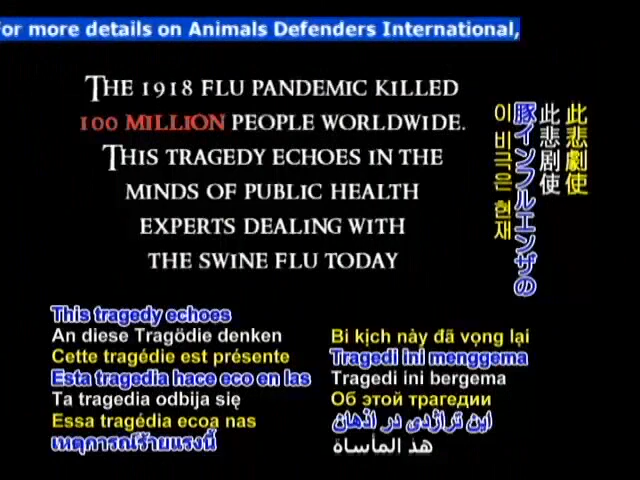 For more details on Animals Defenders International,
THE 1918 FLU PANDEMIC KILLED
100 MILLION PEOPLE WORLDWIDE.
THIS TRAGEDY ECHOES IN THE
MINDS OF PUBLIC HEALTH
EXPERTS DEALING WITH
THE SWINE FLU TODAY
此悲劇使
此悲剧使
豚インフルエンザの
이 비극은 현재
This tragedy echoes
An diese Tragödie denken
Cette tragédie est présente
Esta tragedia hace eco en las
Ta tragedia odbija się
Essa tragédia ecoa nas
เหตุการณ์ร้ายแรงนี้
Bi kịch này đã vọng lại
Tragedi ini menggema
Tragedi ini bergema
Об этой трагедии
این تراژدی در اذهان
هذ المأساة